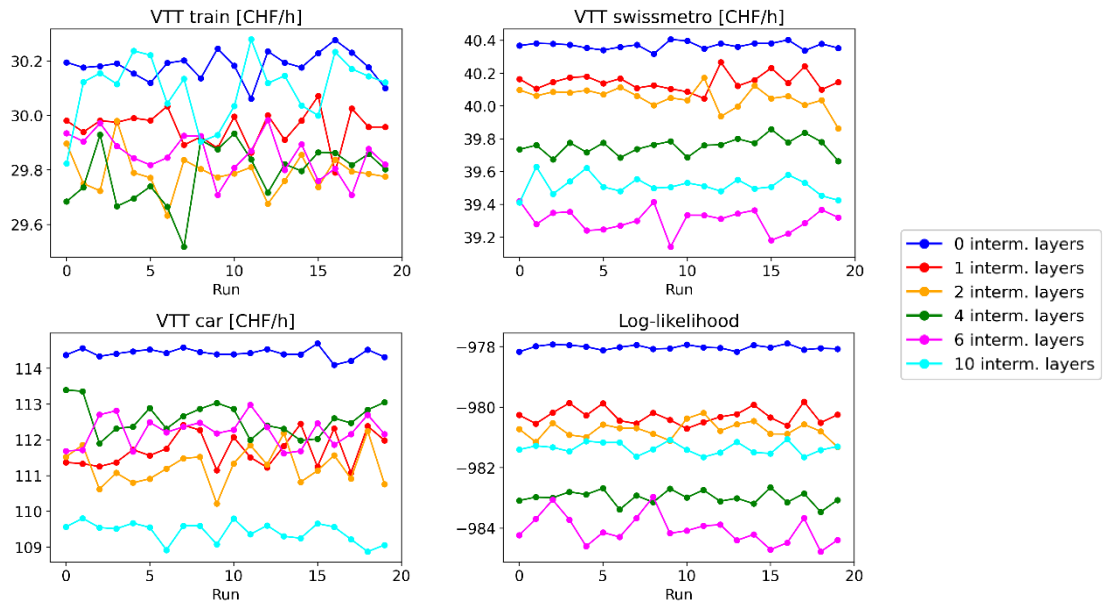 VTT train [CHF/h]
30.2
30.0
29.8
29.6
0
5
10
15
20
Run
VTT swissmetro [CHF/h]
40.4
40.2
40.0
39.8
39.6
39.4
39.2
0
5
10
15
20
Run
VTT car [CHF/h]
114
113
112
111
110
109
0
5
10
15
20
Run
Log-likelihood
−978
−980
−982
−984
0
5
10
15
20
Run
0 interm. layers
1 interm. layers
2 interm. layers
4 interm. layers
6 interm. layers
10 interm. layers